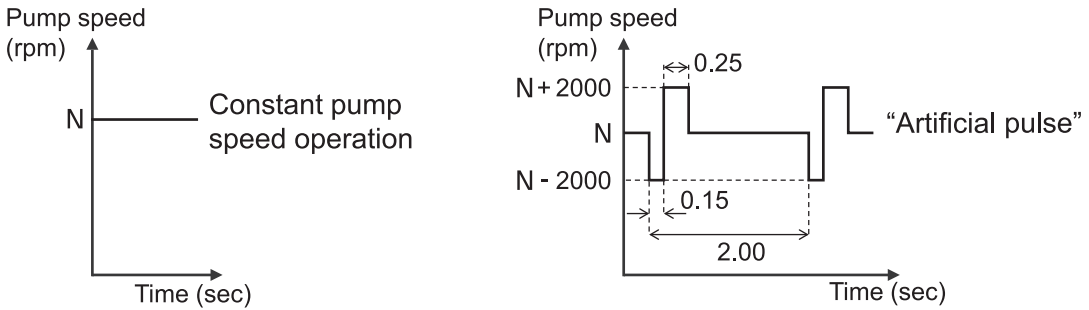 Pump speed
(rpm)
N
Constant pump
speed operation
Time (sec)
Pump speed
(rpm)
N + 2000
N
N - 2000
0.25
0.15
2.00
“Artificial pulse”
Time (sec)